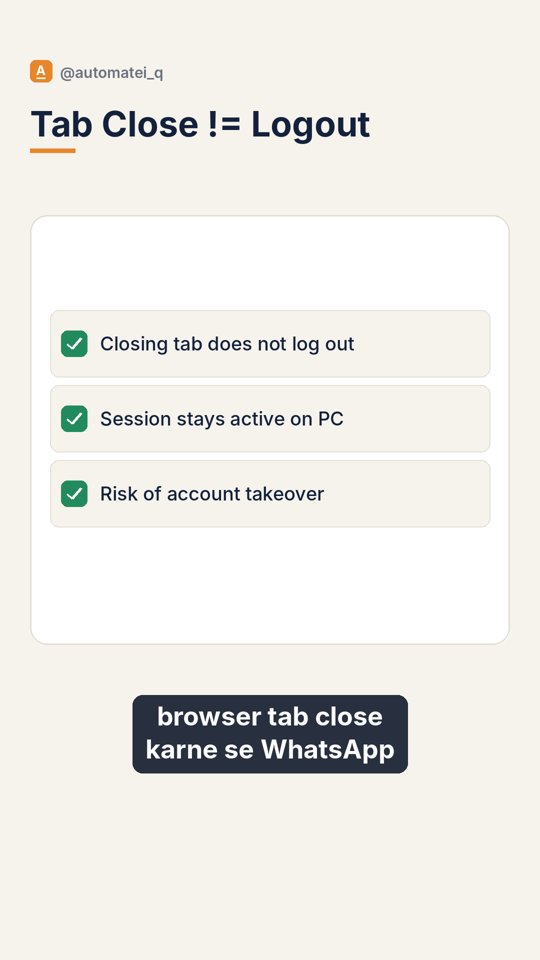 A @automatei_q
Tab Close != Logout
Closing tab does not log out
Session stays active on PC
Risk of account takeover
browser tab close
karne se WhatsApp